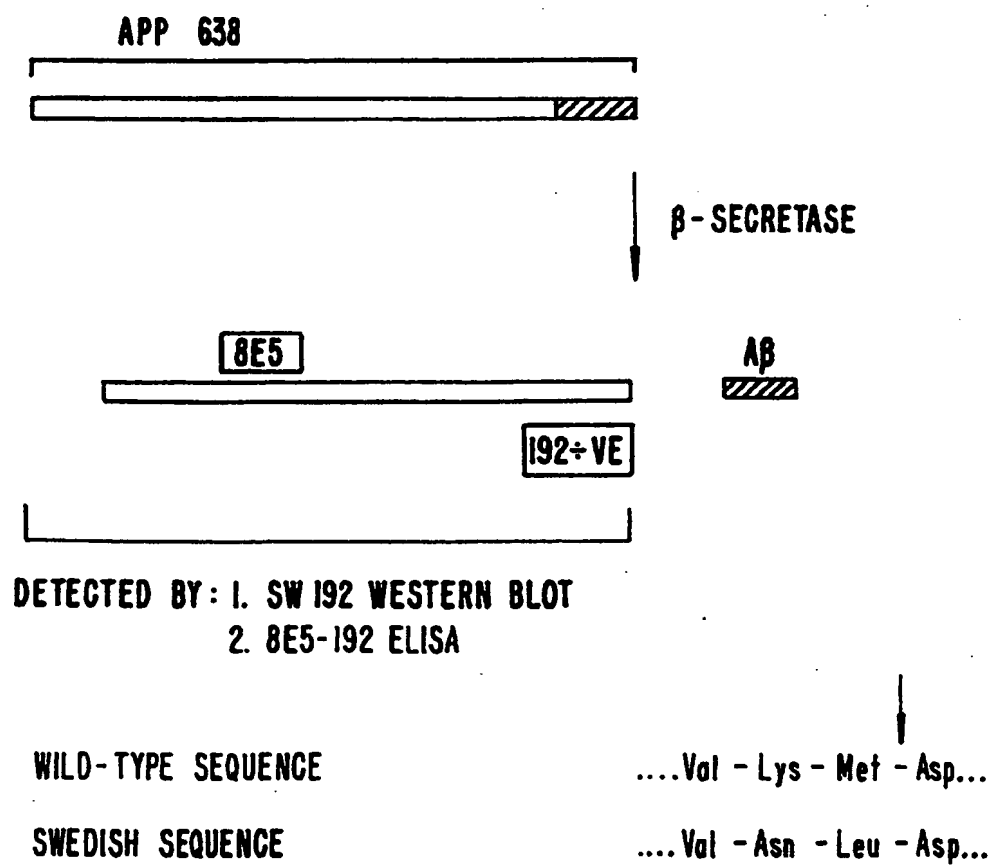 APP 638
β-SECRETASE
8E5
Aβ
192÷VE
DETECTED BY: 1. SW 192 WESTERN BLOT
2. 8E5-192 ELISA
WILD-TYPE SEQUENCE ....Val - Lys - Met - Asp...
SWEDISH SEQUENCE ....Val - Asn - Leu - Asp...